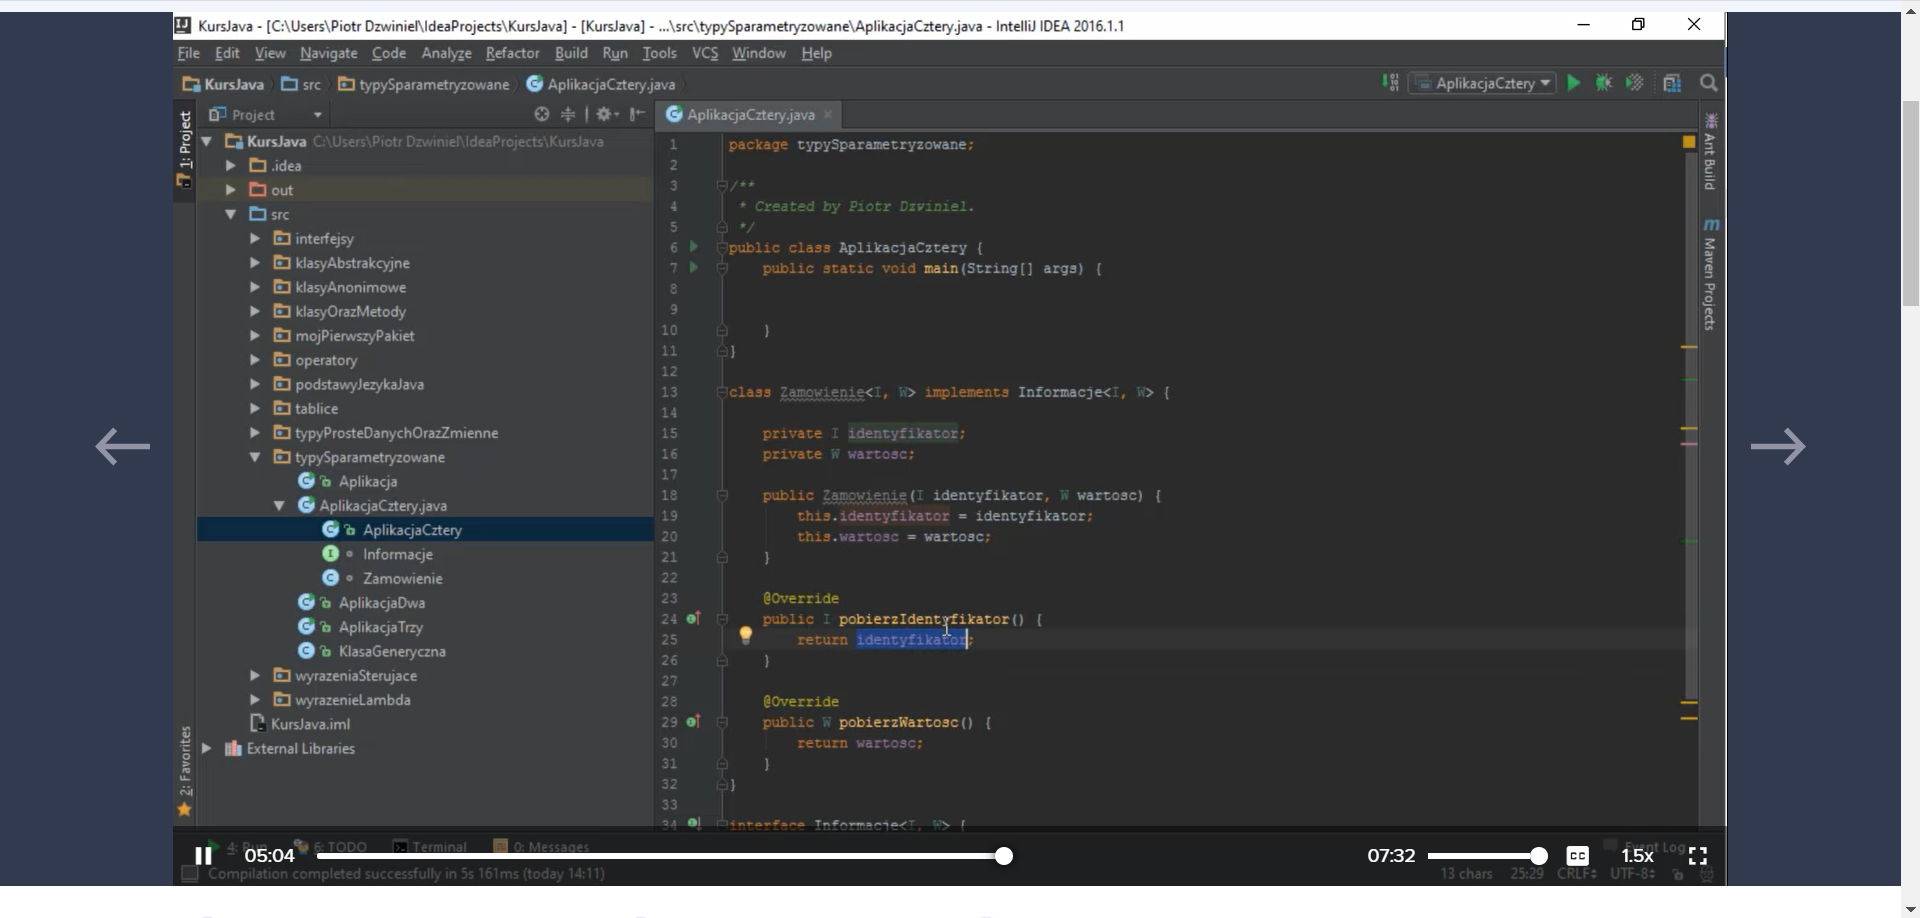 KursJava - [C:\Users\Piotr Dzwiniel\IdeaProjects\KursJava] - [KursJava] - ...\src\typySparametryzowane\AplikacjaCztery.java - IntelliJ IDEA 2016.1.1
File Edit View Navigate Code Analyze Refactor Build Run Tools VCS Window Help
KursJava src typySparametryzowane AplikacjaCztery.java AplikacjaCztery
1: Project
2: Favorites
Project
KursJava C:\Users\Piotr Dzwiniel\IdeaProjects\KursJava
.idea
out
src
interfejsy
klasyAbstrakcyjne
klasyAnonimowe
klasyOrazMetody
mojPierwszyPakiet
operatory
podstawyJezykaJava
tablice
typyProsteDanychOrazZmienne
typySparametryzowane
Aplikacja
AplikacjaCztery.java
AplikacjaCztery
Informacje
Zamowienie
AplikacjaDwa
AplikacjaTrzy
KlasaGeneryczna
wyrazeniaSterujace
wyrazenieLambda
KursJava.iml
External Libraries
AplikacjaCztery.java
1 package typySparametryzowane;
2
3 /**
4 * Created by Piotr Dzwiniel.
5 */
6 public class AplikacjaCztery {
7 public static void main(String[] args) {
8
9
10 }
11 }
12
13 class Zamowienie<I, W> implements Informacje<I, W> {
14
15 private I identyfikator;
16 private W wartosc;
17
18 public Zamowienie(I identyfikator, W wartosc) {
19 this.identyfikator = identyfikator;
20 this.wartosc = wartosc;
21 }
22
23 @Override
24 public I pobierzIdentyfikator() {
25 return identyfikator;
26 }
27
28 @Override
29 public W pobierzWartosc() {
30 return wartosc;
31 }
32 }
33
34 interface Informacje<I, W> {
Ant Build
m Maven Projects
4: Run 6: TODO Terminal 0: Messages Event Log
05:04 07:32 CC 1.5x
Compilation completed successfully in 5s 161ms (today 14:11) 13 chars 25:29 CRLF UTF-8